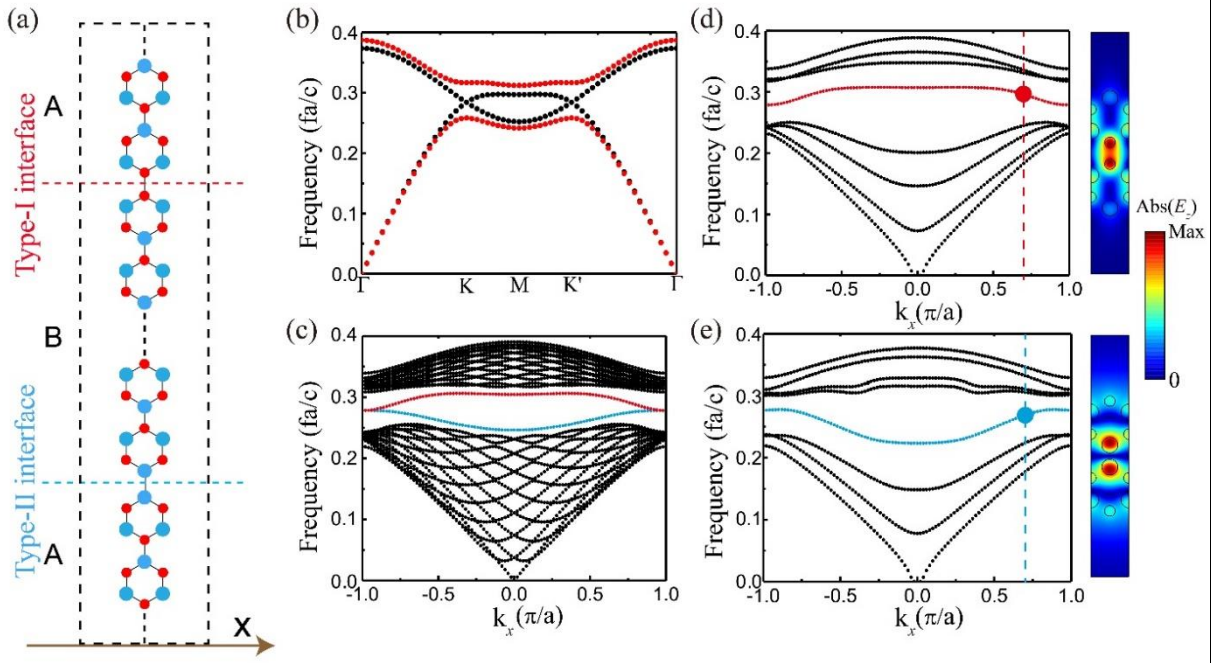 (a)
A
Type-I interface
B
Type-II interface
A
X
(b)
Frequency (fa/c)
0.4
0.3
0.2
0.1
0.0
Γ K M K' Γ
(c)
Frequency (fa/c)
0.4
0.3
0.2
0.1
0.0
-1.0 -0.5 0.0 0.5 1.0
kx(π/a)
(d)
Frequency (fa/c)
0.4
0.3
0.2
0.1
0.0
-1.0 -0.5 0.0 0.5 1.0
kx(π/a)
Abs(Ez)
Max
0
(e)
Frequency (fa/c)
0.4
0.3
0.2
0.1
0.0
-1.0 -0.5 0.0 0.5 1.0
kx(π/a)